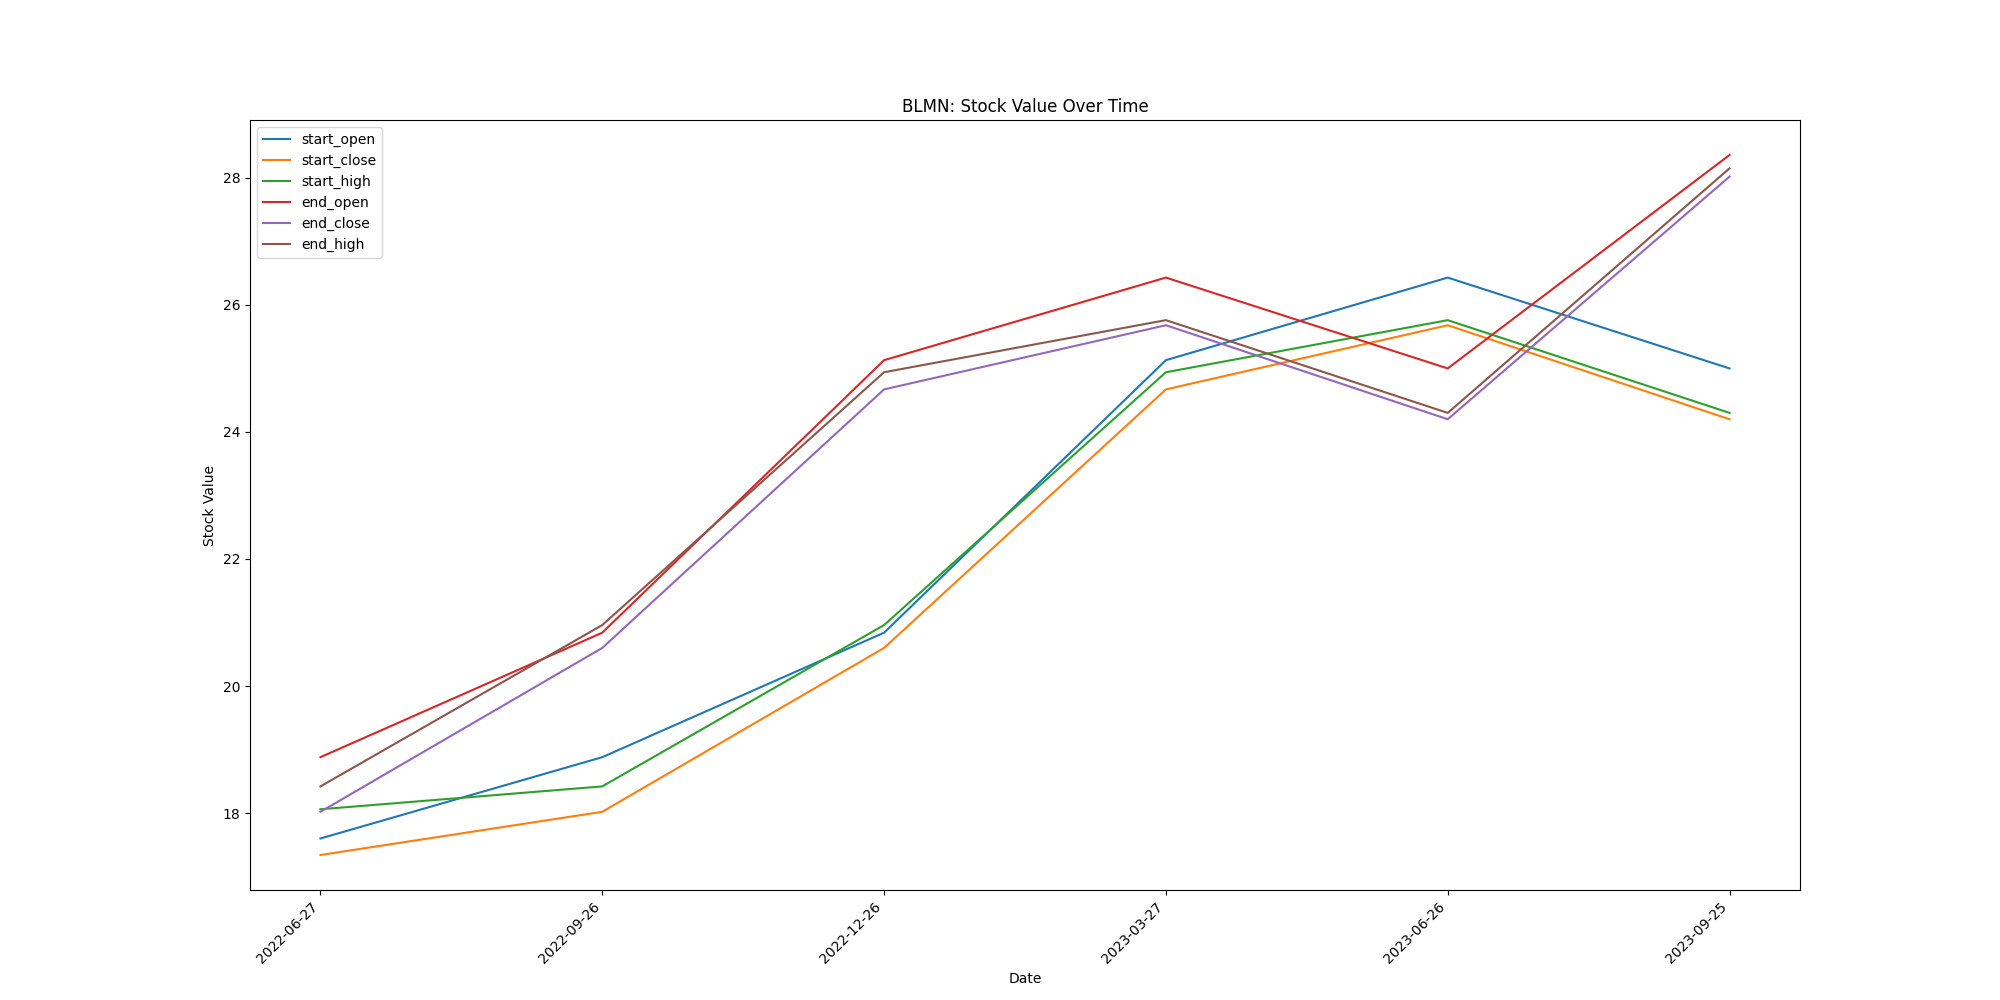 BLMN: Stock Value Over Time
start_open
start_close
start_high
end_open
end_close
end_high
28
26
24
22
20
18
Stock Value
2022-06-27
2022-09-26
2022-12-26
2023-03-27
2023-06-26
2023-09-25
Date